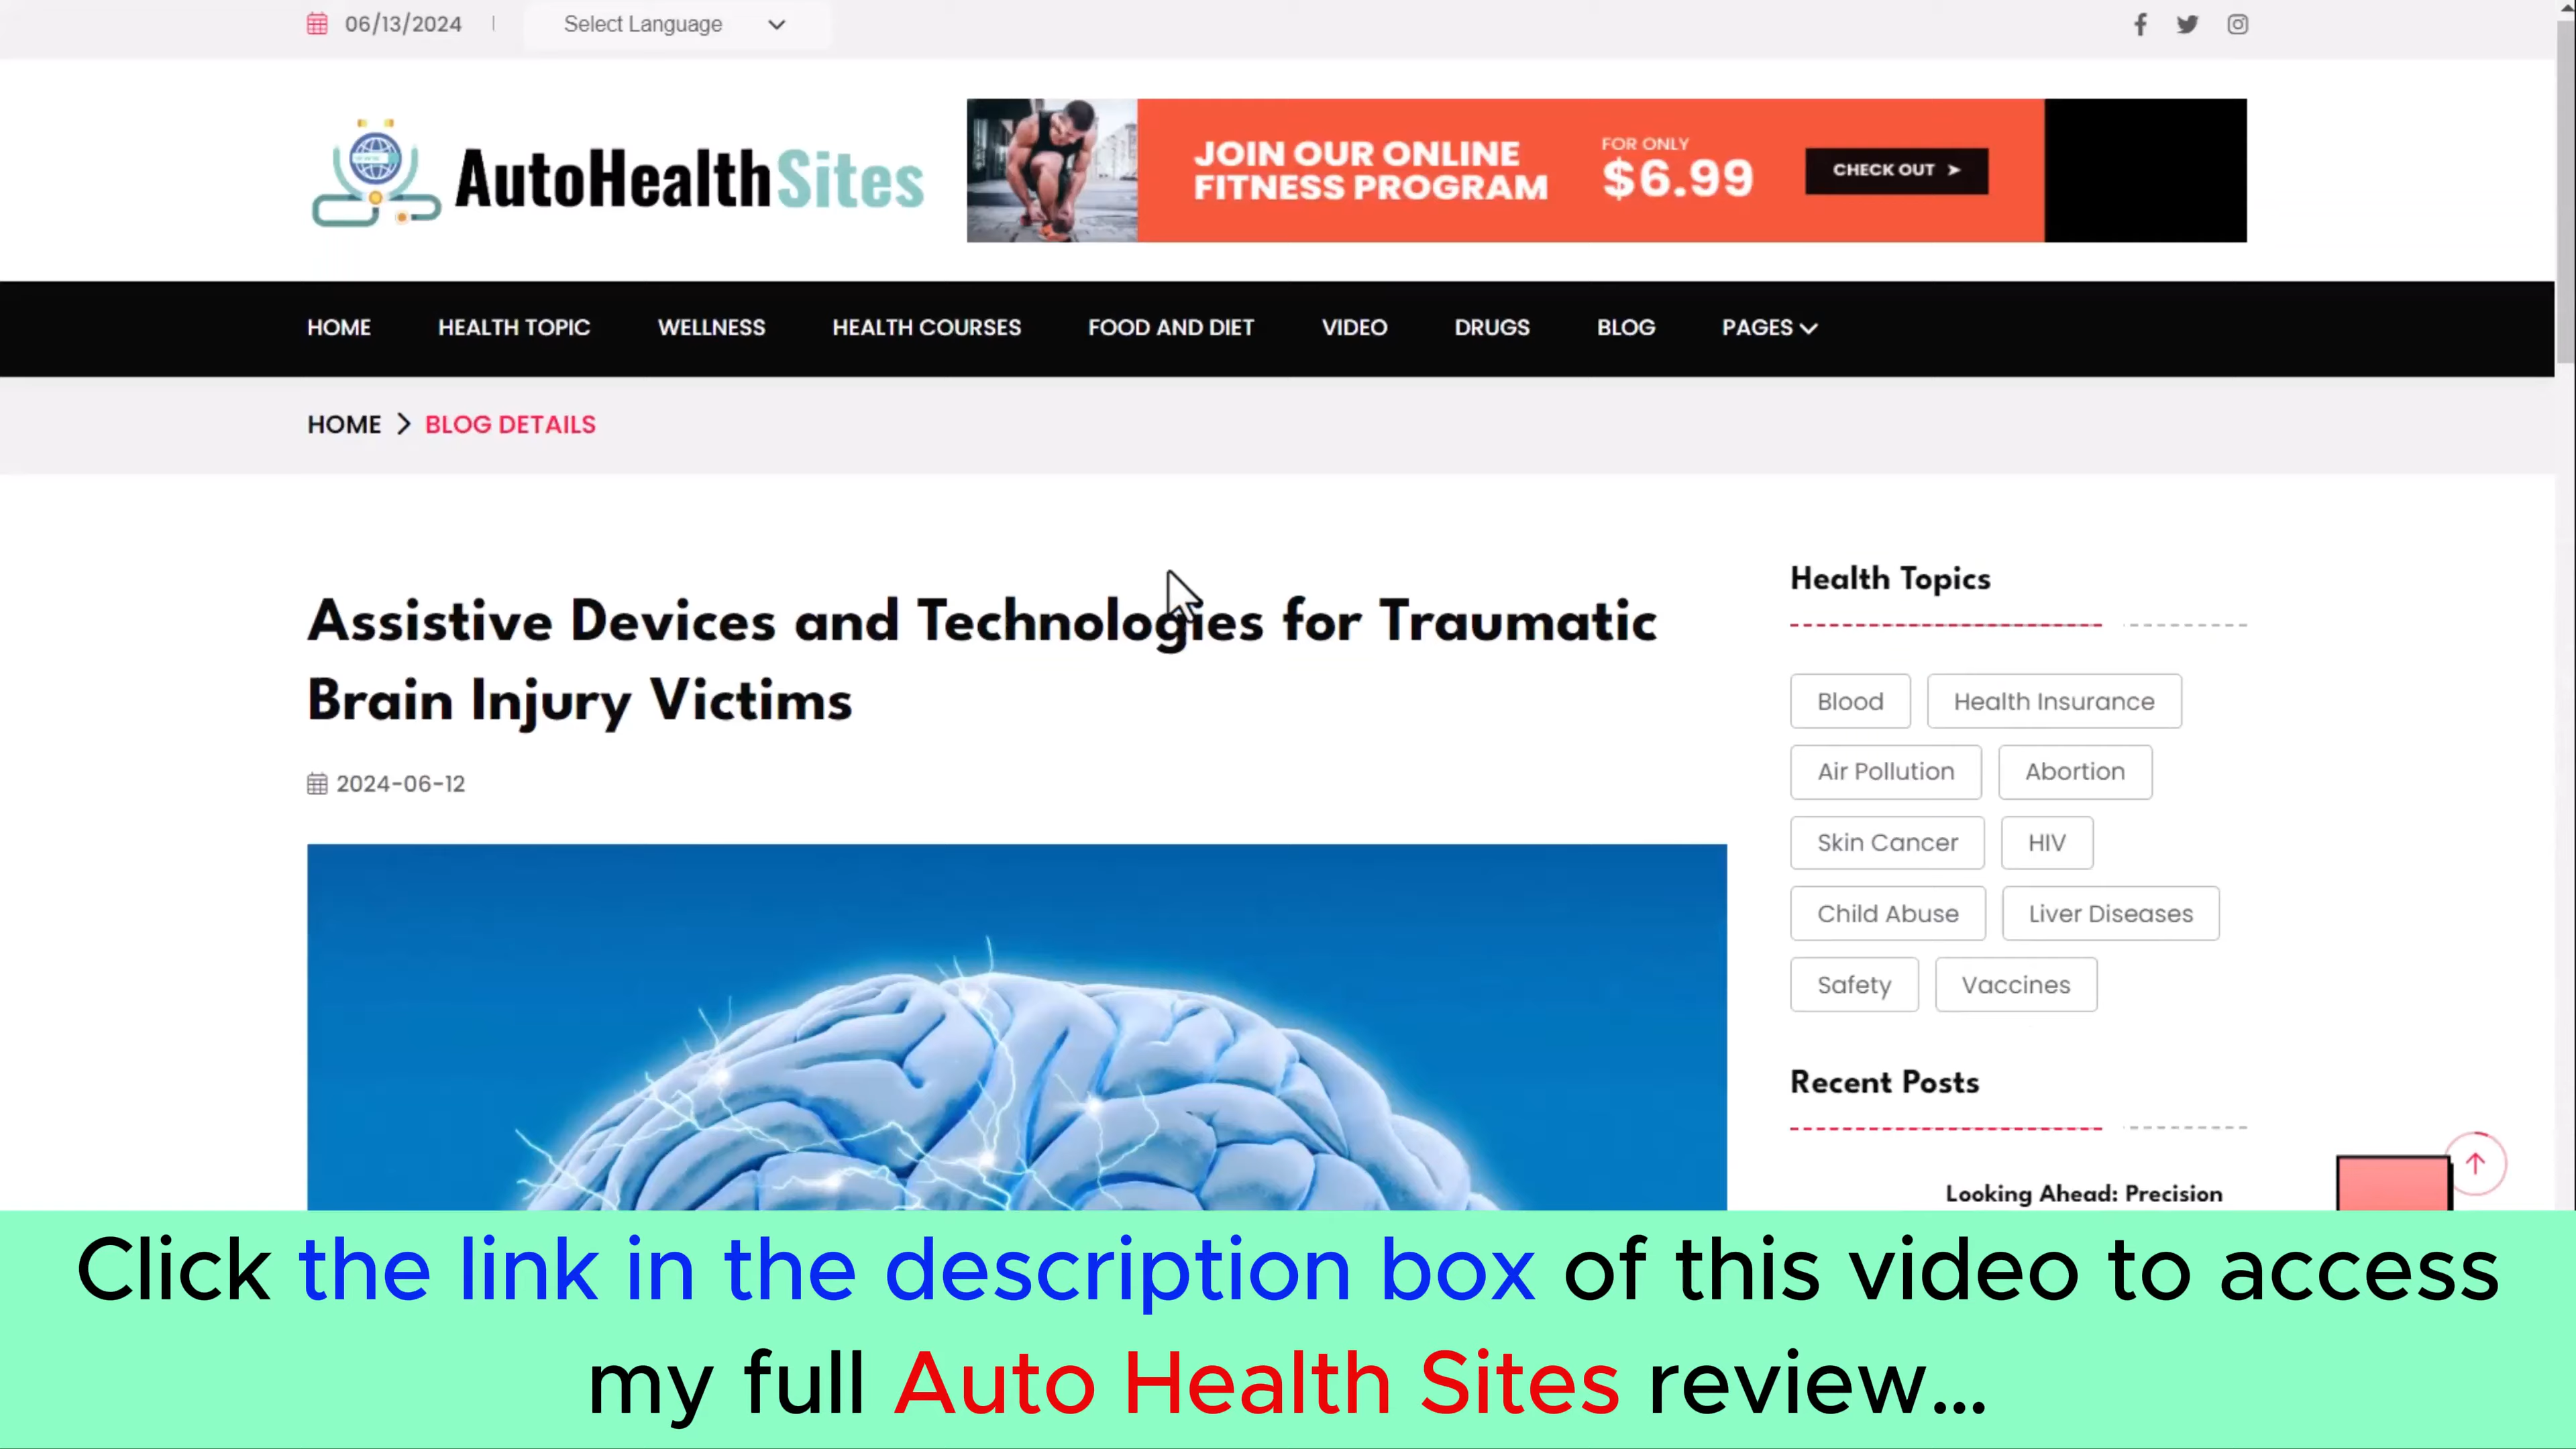 06/13/2024
Select Language
AutoHealthSites
JOIN OUR ONLINE
FITNESS PROGRAM
FOR ONLY
$6.99
CHECK OUT
HOME HEALTH TOPIC WELLNESS HEALTH COURSES FOOD AND DIET VIDEO DRUGS BLOG PAGES
HOME > BLOG DETAILS
Assistive Devices and Technologies for Traumatic
Brain Injury Victims
2024-06-12
Health Topics
Blood Health Insurance
Air Pollution Abortion
Skin Cancer HIV
Child Abuse Liver Diseases
Safety Vaccines
Recent Posts
Looking Ahead: Precision
Click the link in the description box of this video to access
my full Auto Health Sites review...